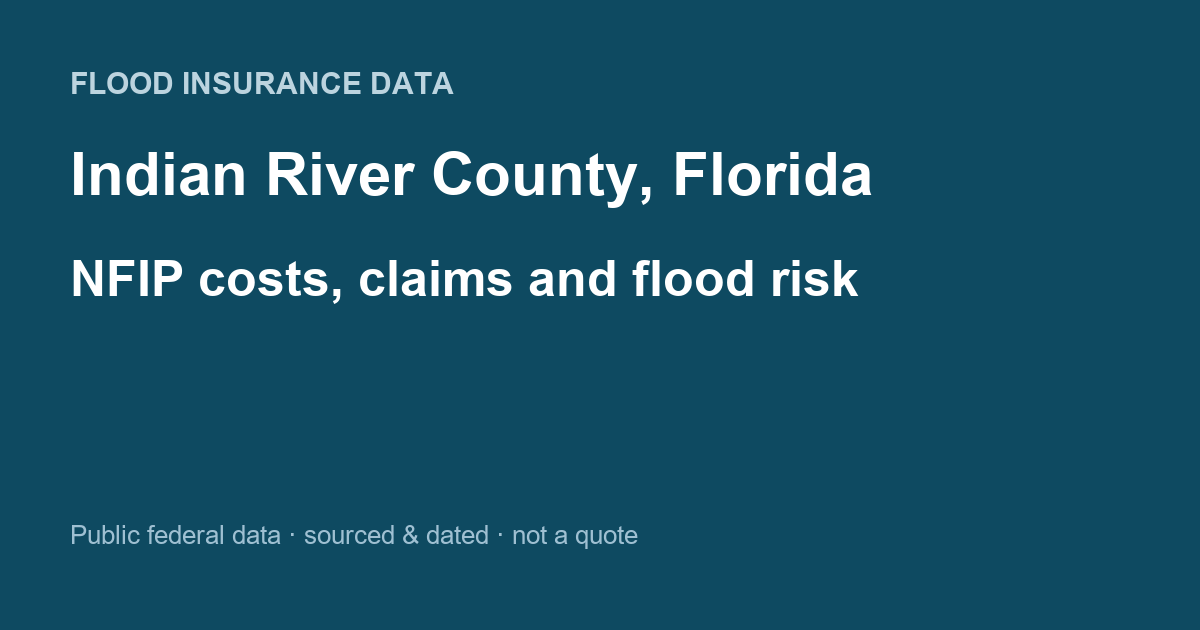 FLOOD INSURANCE DATA
Indian River County, Florida
NFIP costs, claims and flood risk
Public federal data · sourced & dated · not a quote